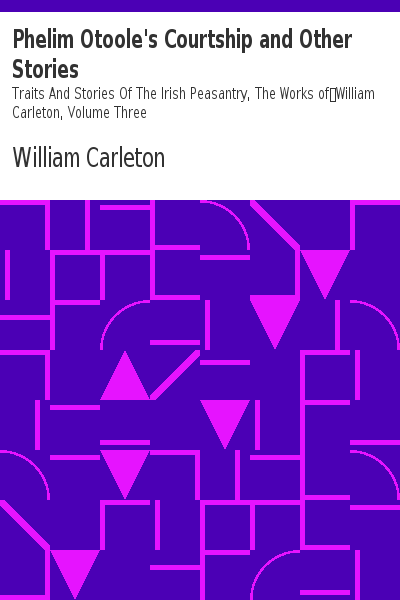 Phelim Otoole's Courtship and Other
Stories
Traits And Stories Of The Irish Peasantry, The Works of▯William
Carleton, Volume Three
William Carleton